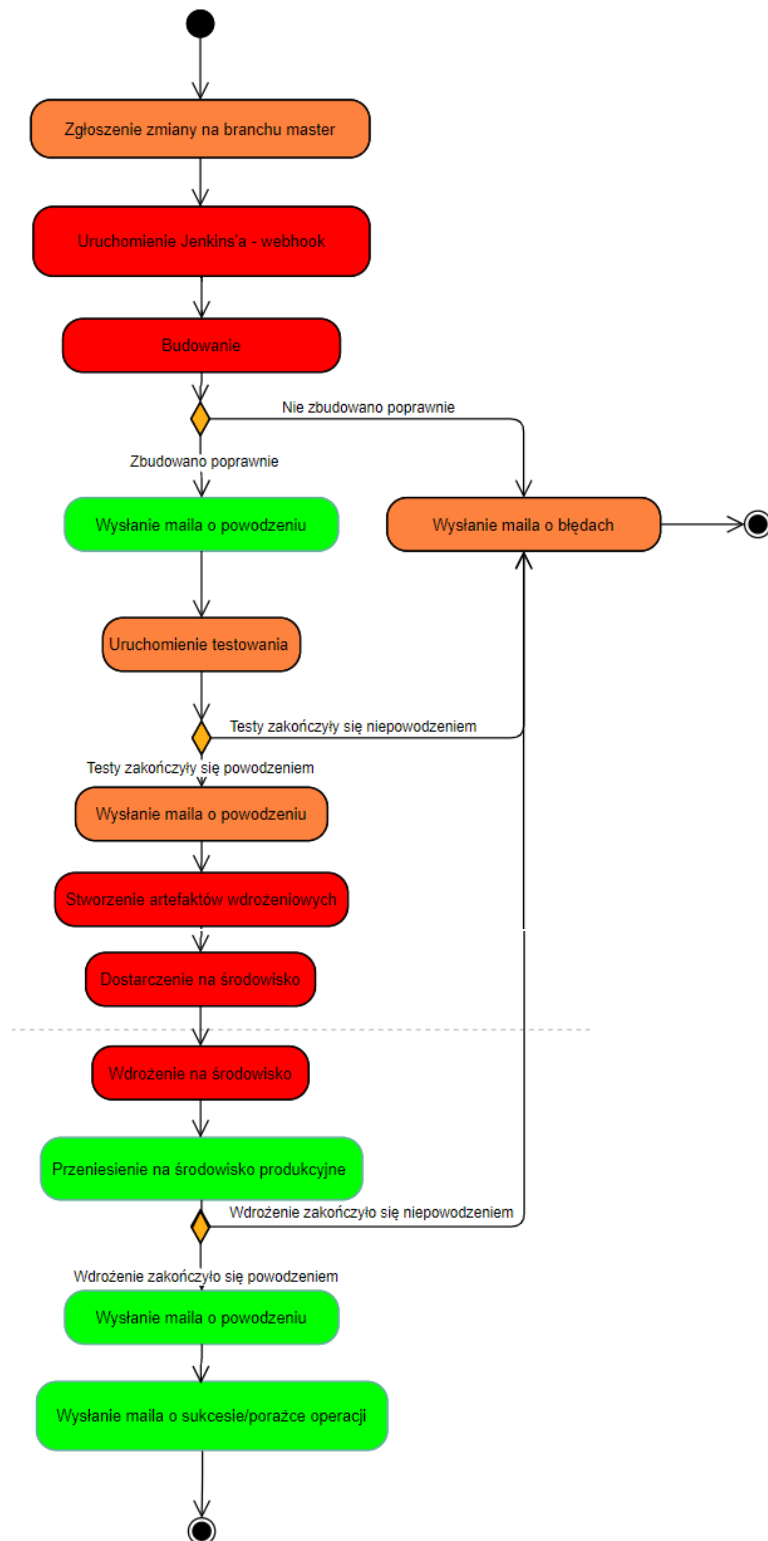 Zgłoszenie zmiany na branchu master
Uruchomienie Jenkins'a - webhook
Budowanie
Nie zbudowano poprawnie
Zbudowano poprawnie
Wysłanie maila o powodzeniu
Wysłanie maila o błędach
Uruchomienie testowania
Testy zakończyły się niepowodzeniem
Testy zakończyły się powodzeniem
Wysłanie maila o powodzeniu
Stworzenie artefaktów wdrożeniowych
Dostarczenie na środowisko
Wdrożenie na środowisko
Przeniesienie na środowisko produkcyjne
Wdrożenie zakończyło się niepowodzeniem
Wdrożenie zakończyło się powodzeniem
Wysłanie maila o powodzeniu
Wysłanie maila o sukcesie/porażce operacji